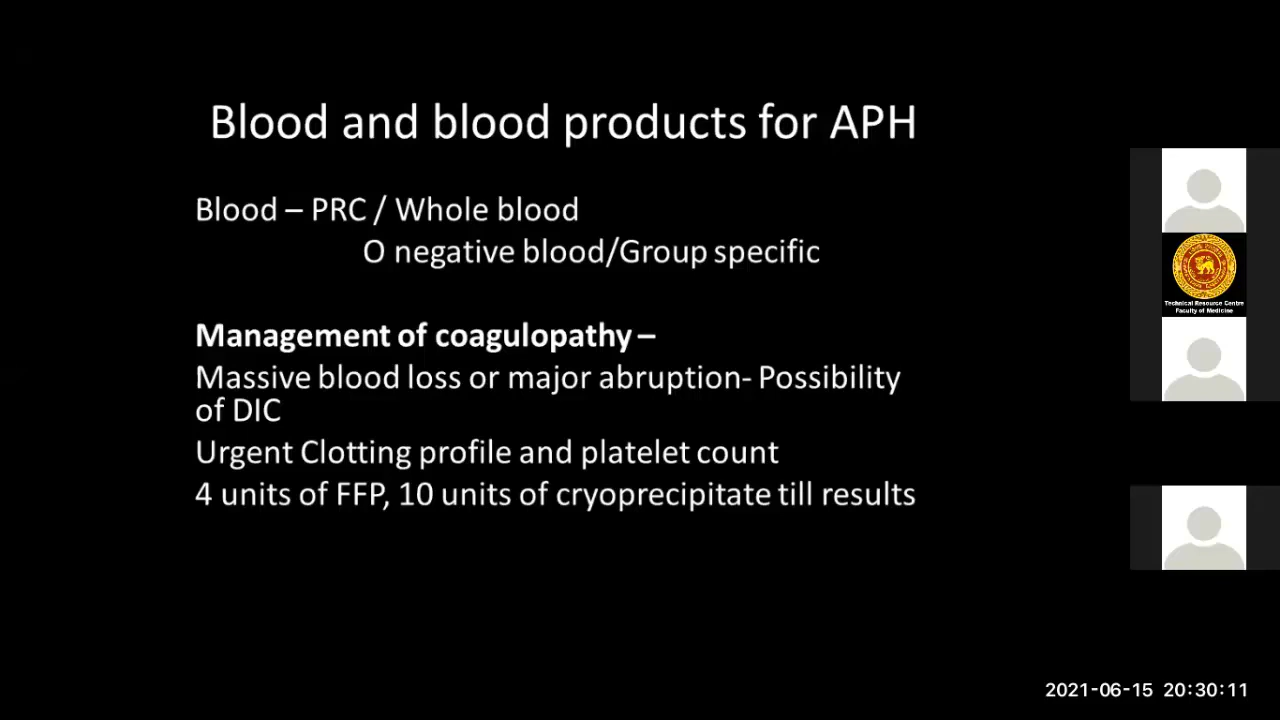 Blood and blood products for APH
Blood – PRC / Whole blood
O negative blood/Group specific
Management of coagulopathy –
Massive blood loss or major abruption- Possibility
of DIC
Urgent Clotting profile and platelet count
4 units of FFP, 10 units of cryoprecipitate till results
Technical Resource Centre
Faculty of Medicine
2021-06-15 20:30:11